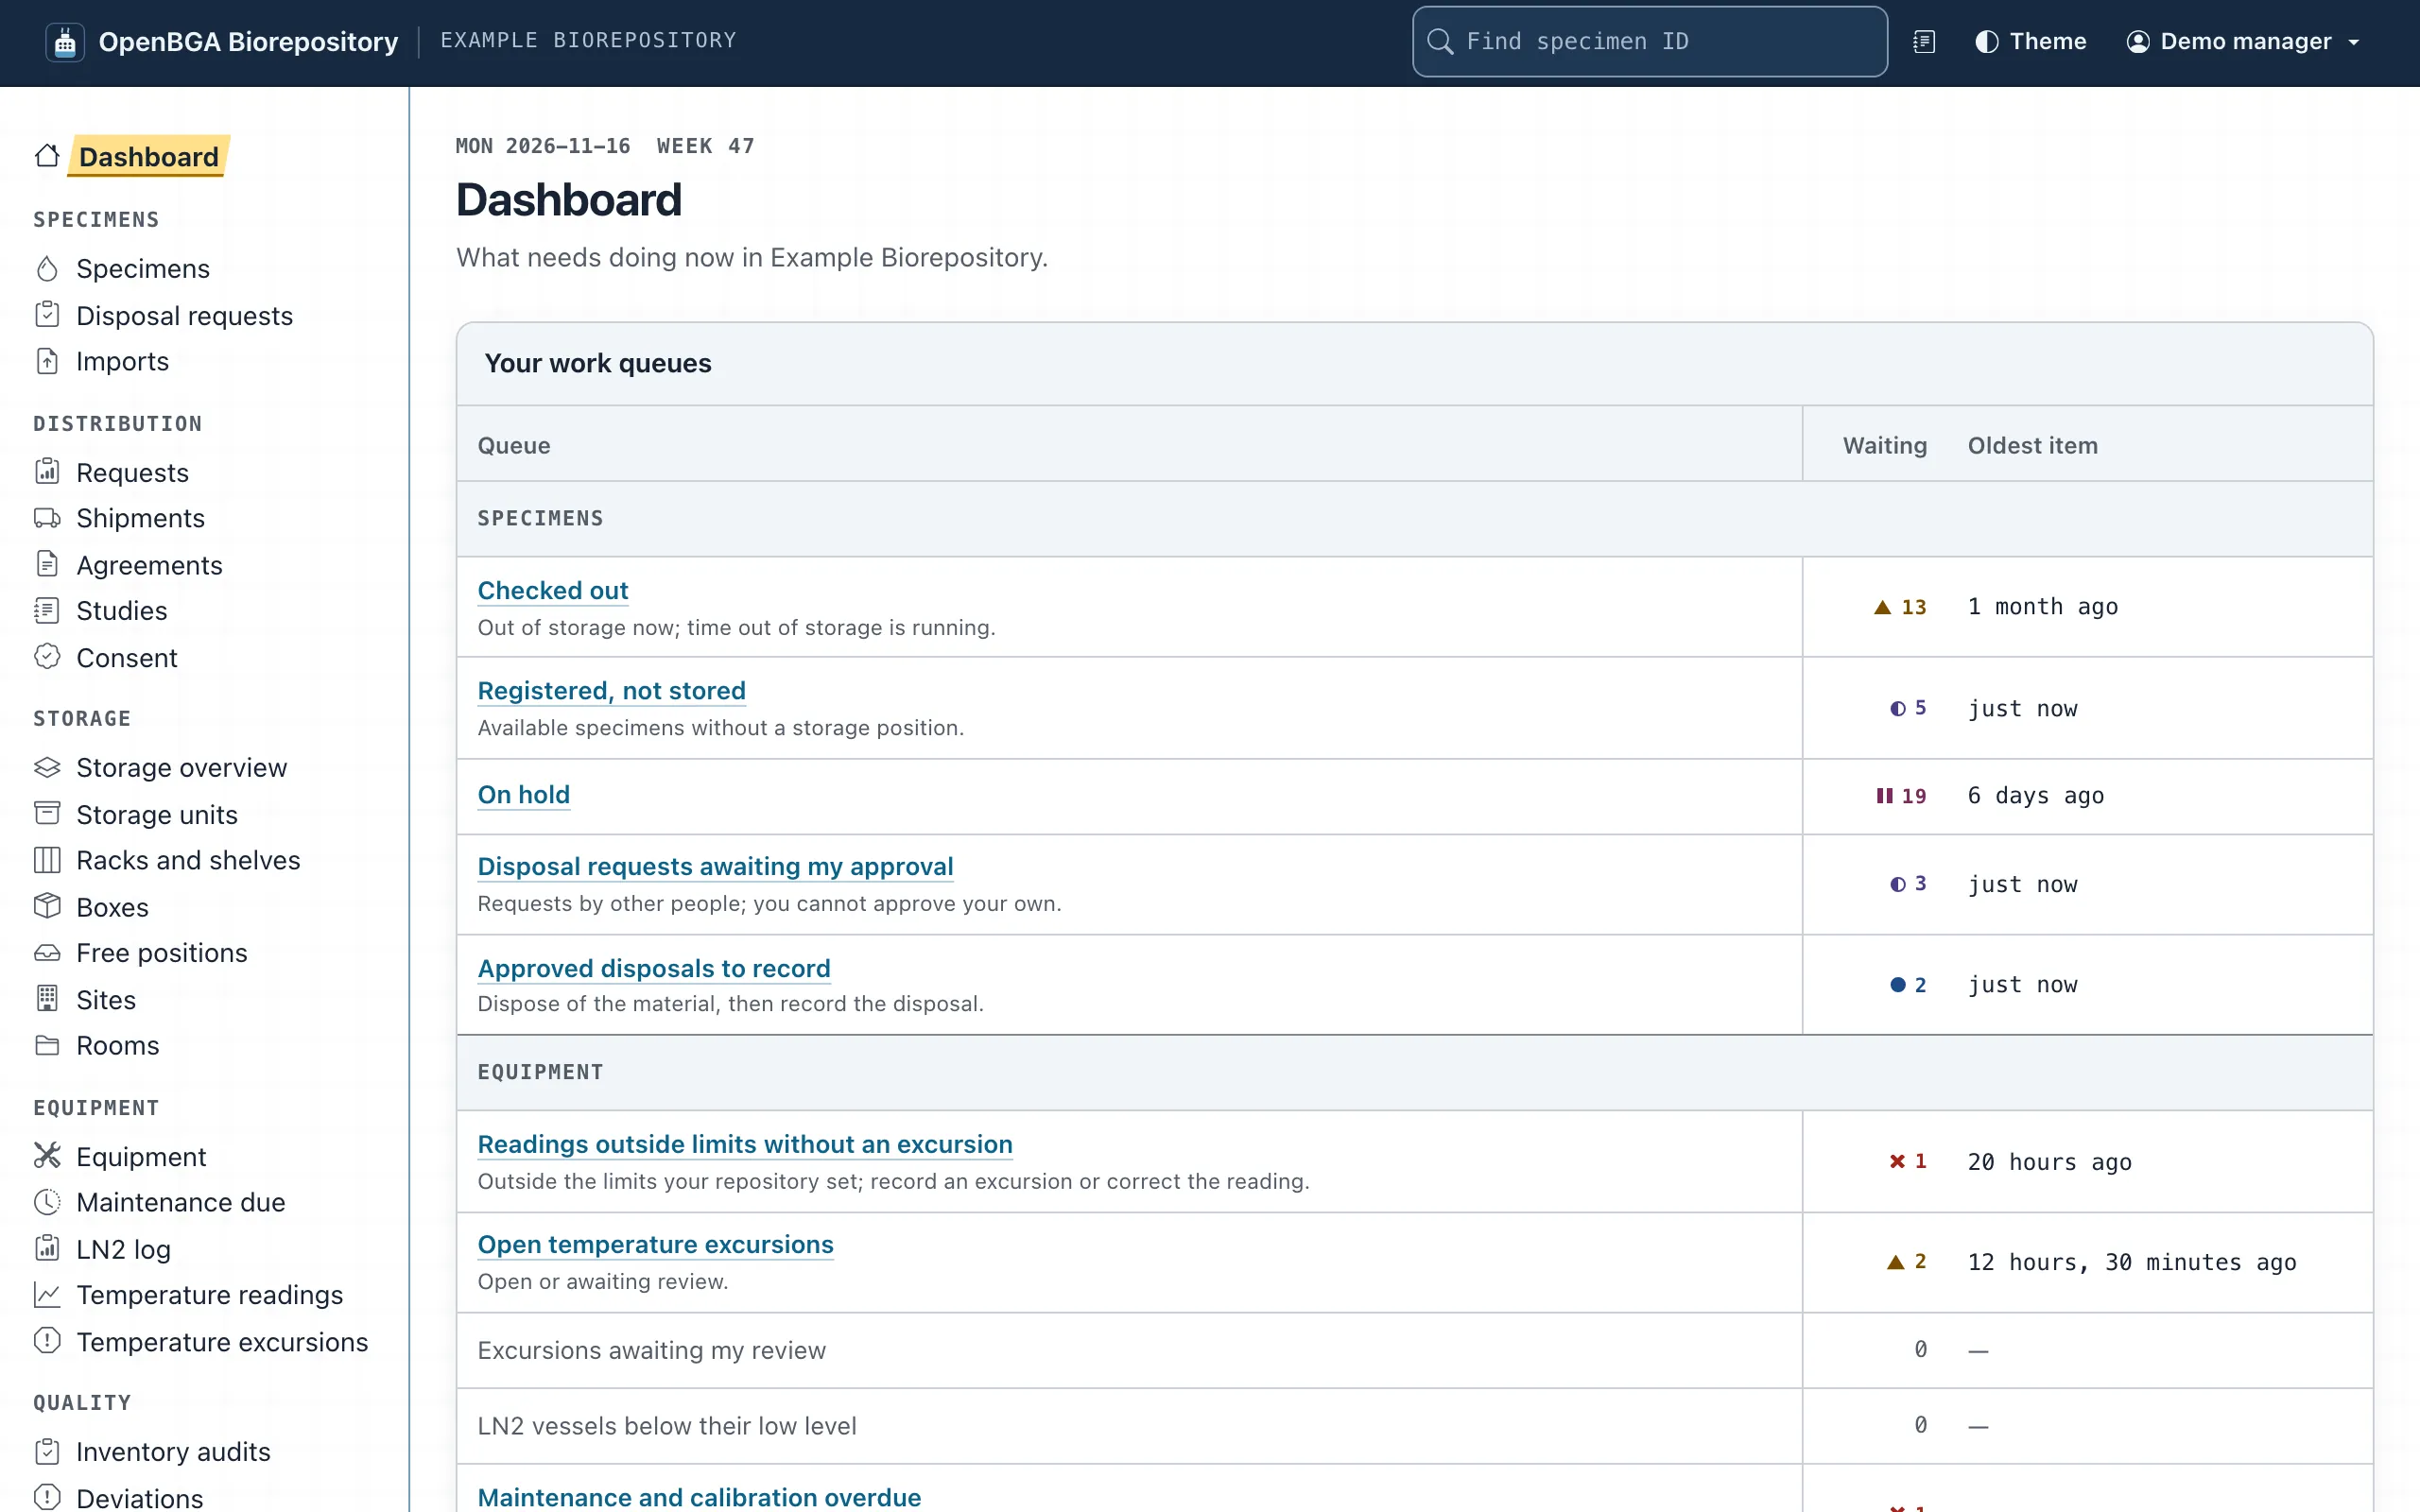 OpenBGA Biorepository
EXAMPLE BIOREPOSITORY
Find specimen ID
Theme
Demo manager
Dashboard
SPECIMENS
Specimens
Disposal requests
Imports
DISTRIBUTION
Requests
Shipments
Agreements
Studies
Consent
STORAGE
Storage overview
Storage units
Racks and shelves
Boxes
Free positions
Sites
Rooms
EQUIPMENT
Equipment
Maintenance due
LN2 log
Temperature readings
Temperature excursions
QUALITY
Inventory audits
Deviations
MON 2026-11-16 WEEK 47
Dashboard
What needs doing now in Example Biorepository.
Your work queues
Queue Waiting Oldest item
SPECIMENS
Checked out 13 1 month ago
Out of storage now; time out of storage is running.
Registered, not stored 5 just now
Available specimens without a storage position.
On hold 19 6 days ago
Disposal requests awaiting my approval 3 just now
Requests by other people; you cannot approve your own.
Approved disposals to record 2 just now
Dispose of the material, then record the disposal.
EQUIPMENT
Readings outside limits without an excursion 1 20 hours ago
Outside the limits your repository set; record an excursion or correct the reading.
Open temperature excursions 2 12 hours, 30 minutes ago
Open or awaiting review.
Excursions awaiting my review 0 —
LN2 vessels below their low level 0 —
Maintenance and calibration overdue